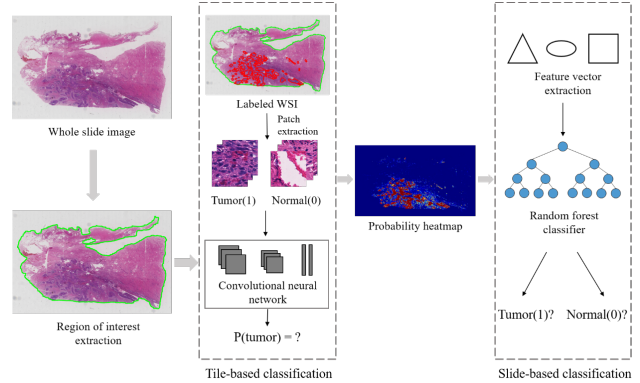 Whole slide image
Region of interest
extraction
Labeled WSI
Patch
extraction
Tumor(1)
Normal(0)
Convolutional neural
network
P(tumor) = ?
Tile-based classification
Probability heatmap
Feature vector
extraction
Random forest
classifier
Tumor(1)?
Normal(0)?
Slide-based classification